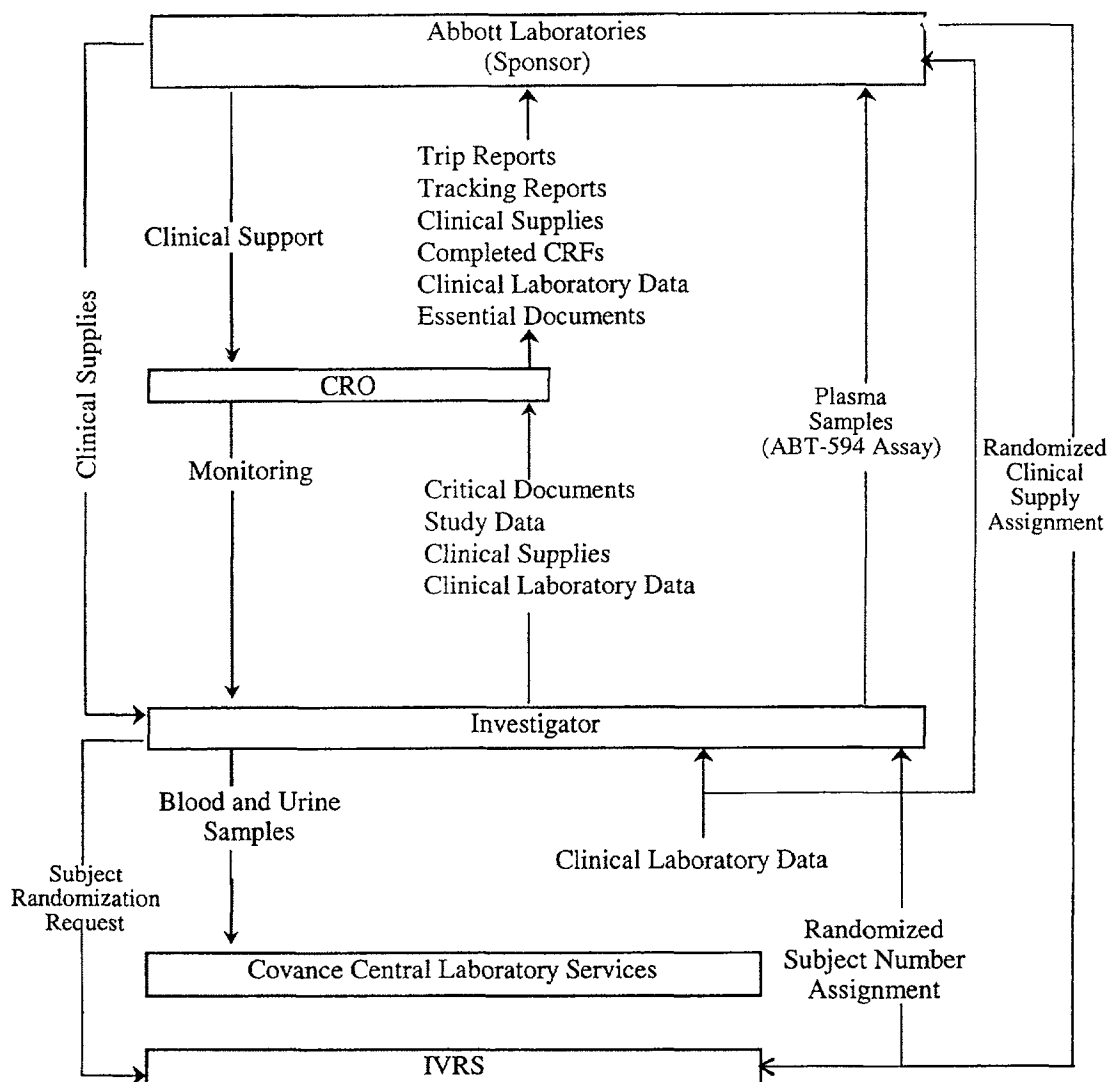 Abbott Laboratories
(Sponsor)
Trip Reports
Tracking Reports
Clinical Supplies
Completed CRFs
Clinical Laboratory Data
Essential Documents
Clinical Support
Clinical Supplies
CRO
Plasma
Samples
(ABT-594 Assay)
Randomized
Clinical
Supply
Assignment
Monitoring
Critical Documents
Study Data
Clinical Supplies
Clinical Laboratory Data
Investigator
Blood and Urine
Samples
Clinical Laboratory Data
Subject
Randomization
Request
Randomized
Subject Number
Assignment
Covance Central Laboratory Services
IVRS